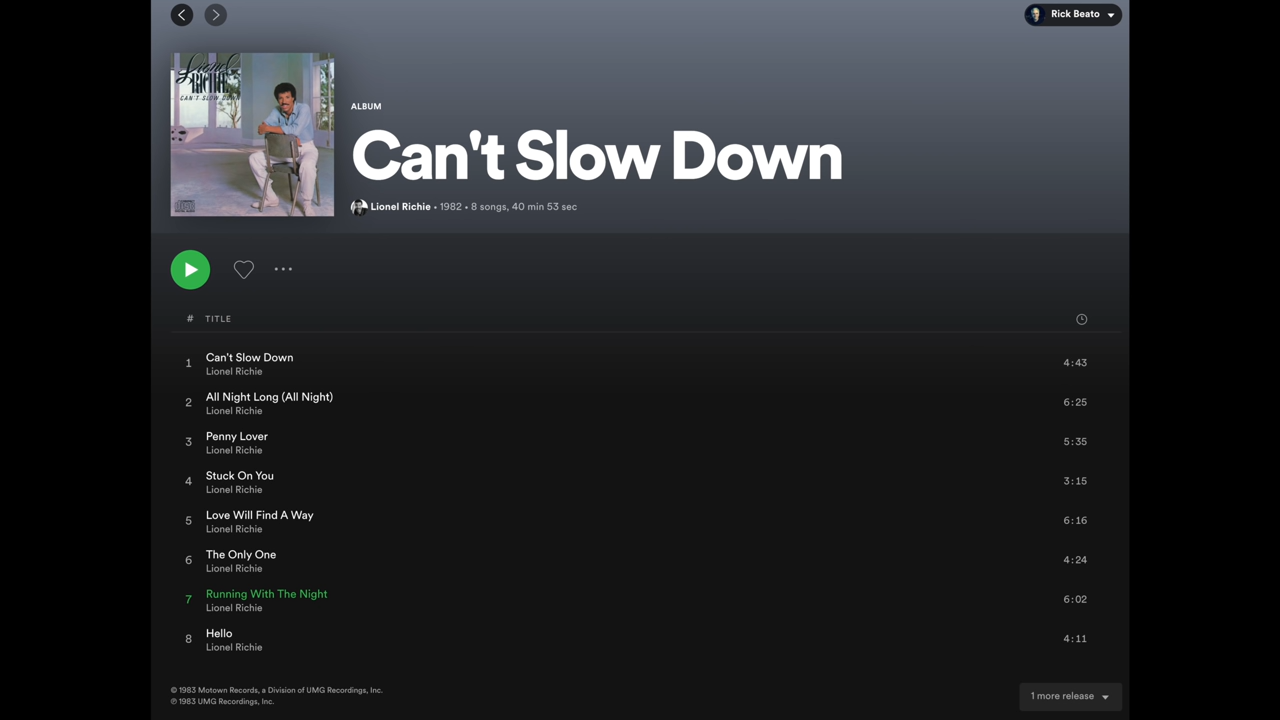 Rick Beato
Lionel
RICHIE
CAN'T SLOW DOWN
ALBUM
Can't Slow Down
Lionel Richie • 1982 • 8 songs, 40 min 53 sec
# TITLE
1 Can't Slow Down 4:43
Lionel Richie
2 All Night Long (All Night) 6:25
Lionel Richie
3 Penny Lover 5:35
Lionel Richie
4 Stuck On You 3:15
Lionel Richie
5 Love Will Find A Way 6:16
Lionel Richie
6 The Only One 4:24
Lionel Richie
7 Running With The Night 6:02
Lionel Richie
8 Hello 4:11
Lionel Richie
© 1983 Motown Records, a Division of UMG Recordings, Inc.
℗ 1983 UMG Recordings, Inc.
1 more release